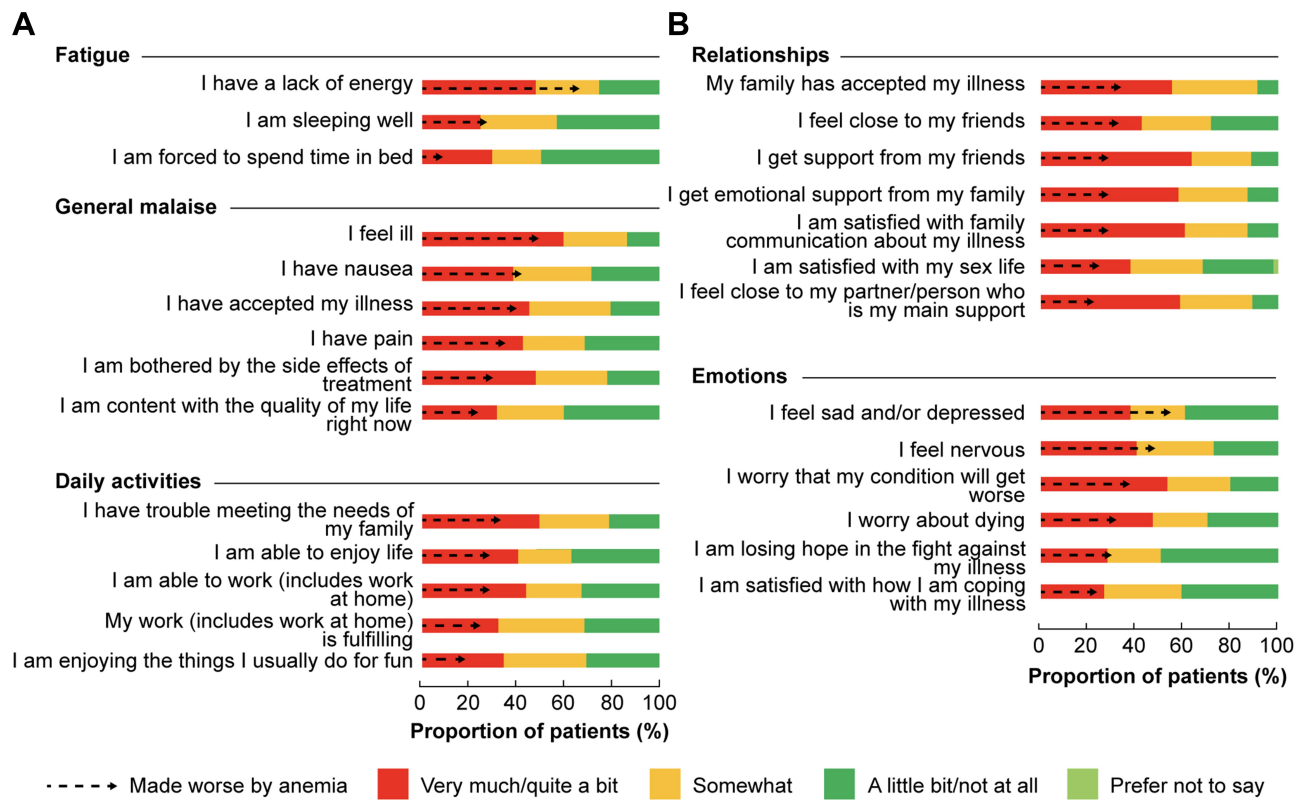 A
Fatigue
I have a lack of energy
I am sleeping well
I am forced to spend time in bed
General malaise
I feel ill
I have nausea
I have accepted my illness
I have pain
I am bothered by the side effects of
treatment
I am content with the quality of my life
right now
Daily activities
I have trouble meeting the needs of
my family
I am able to enjoy life
I am able to work (includes work
at home)
My work (includes work at home)
is fulfilling
I am enjoying the things I usually do for fun
0 20 40 60 80 100
Proportion of patients (%)
B
Relationships
My family has accepted my illness
I feel close to my friends
I get support from my friends
I get emotional support from my family
I am satisfied with family
communication about my illness
I am satisfied with my sex life
I feel close to my partner/person who
is my main support
Emotions
I feel sad and/or depressed
I feel nervous
I worry that my condition will get
worse
I worry about dying
I am losing hope in the fight against
my illness
I am satisfied with how I am coping
with my illness
0 20 40 60 80 100
Proportion of patients (%)
Made worse by anemia Very much/quite a bit Somewhat A little bit/not at all Prefer not to say